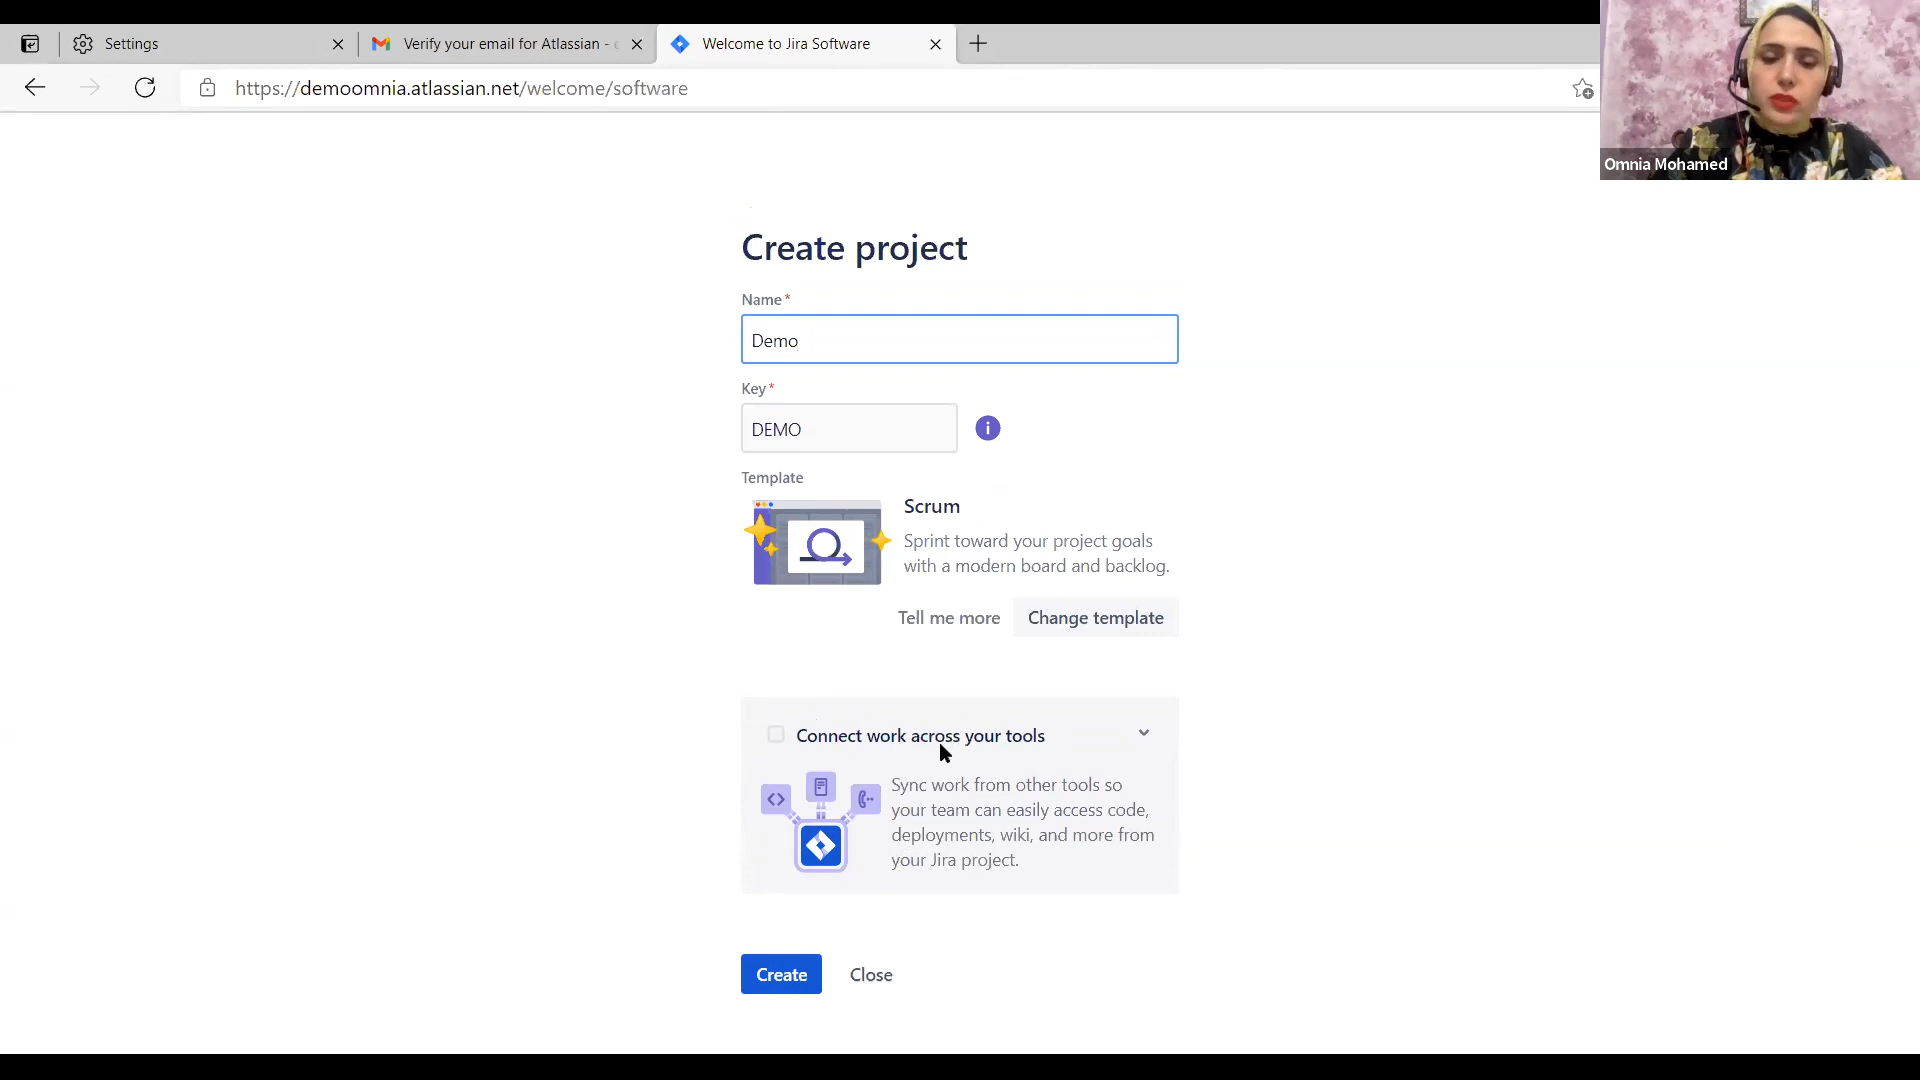 Settings
Verify your email for Atlassian -
Welcome to Jira Software
https://demoomnia.atlassian.net/welcome/software
Omnia Mohamed
Create project
Name*
Demo
Key*
DEMO
i
Template
Scrum
Sprint toward your project goals
with a modern board and backlog.
Tell me more
Change template
Connect work across your tools
Sync work from other tools so
your team can easily access code,
deployments, wiki, and more from
your Jira project.
Create
Close